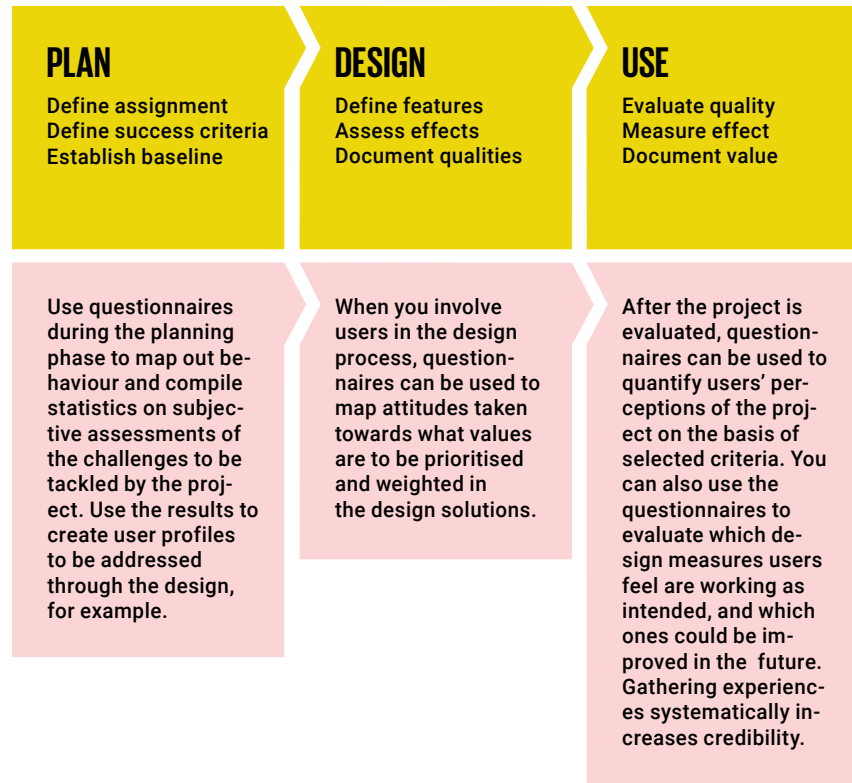 PLAN
Define assignment
Define success criteria
Establish baseline
DESIGN
Define features
Assess effects
Document qualities
USE
Evaluate quality
Measure effect
Document value
Use questionnaires
during the planning
phase to map out be-
haviour and compile
statistics on subjec-
tive assessments of
the challenges to be
tackled by the proj-
ect. Use the results to
create user profiles
to be addressed
through the design,
for example.
When you involve
users in the design
process, question-
naires can be used to
map attitudes taken
towards what values
are to be prioritised
and weighted in
the design solutions.
After the project is
evaluated, question-
naires can be used to
quantify users’ per-
ceptions of the proj-
ect on the basis of
selected criteria. You
can also use the
questionnaires to
evaluate which de-
sign measures users
feel are working as
intended, and which
ones could be im-
proved in the  future.
Gathering experienc-
es systematically in-
creases credibility.